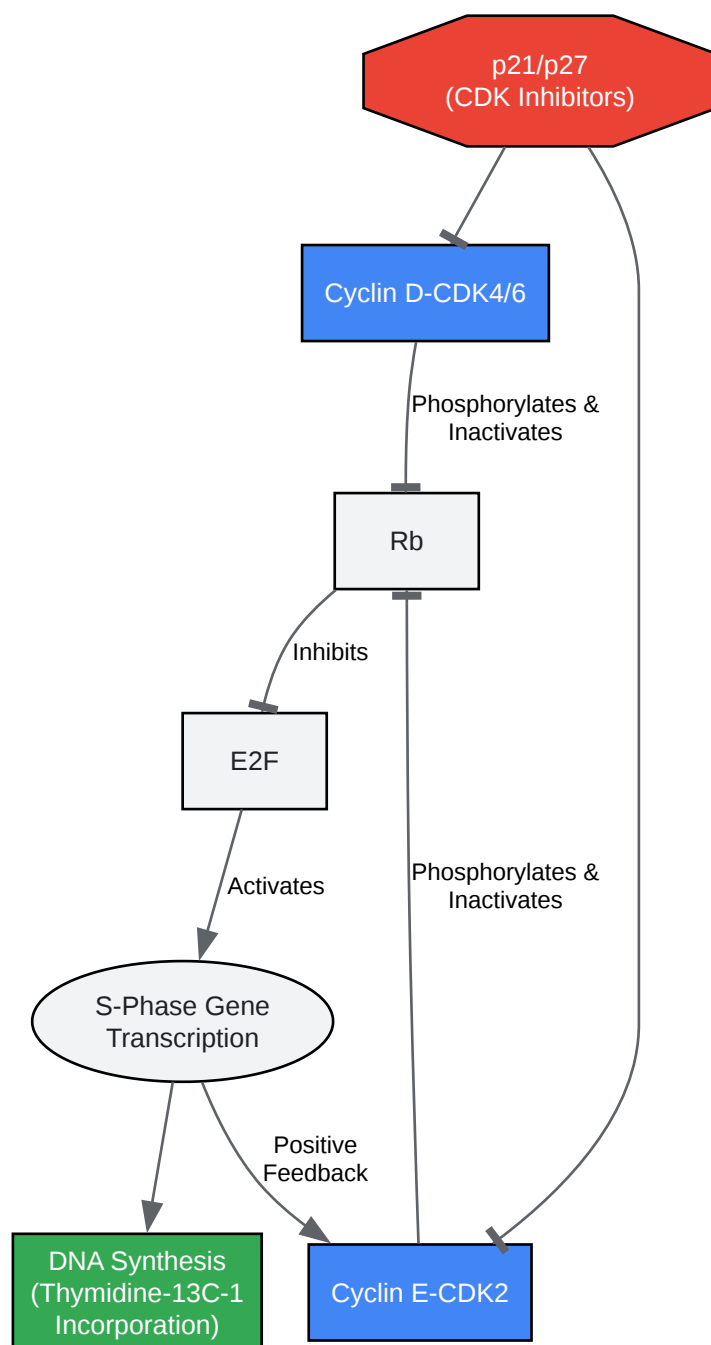 p21/p27
(CDK Inhibitors)
Cyclin D-CDK4/6
Phosphorylates &
Inactivates
Rb
Inhibits
E2F
Activates
Phosphorylates &
Inactivates
S-Phase Gene
Transcription
Positive
Feedback
DNA Synthesis
(Thymidine-13C-1
Incorporation)
Cyclin E-CDK2